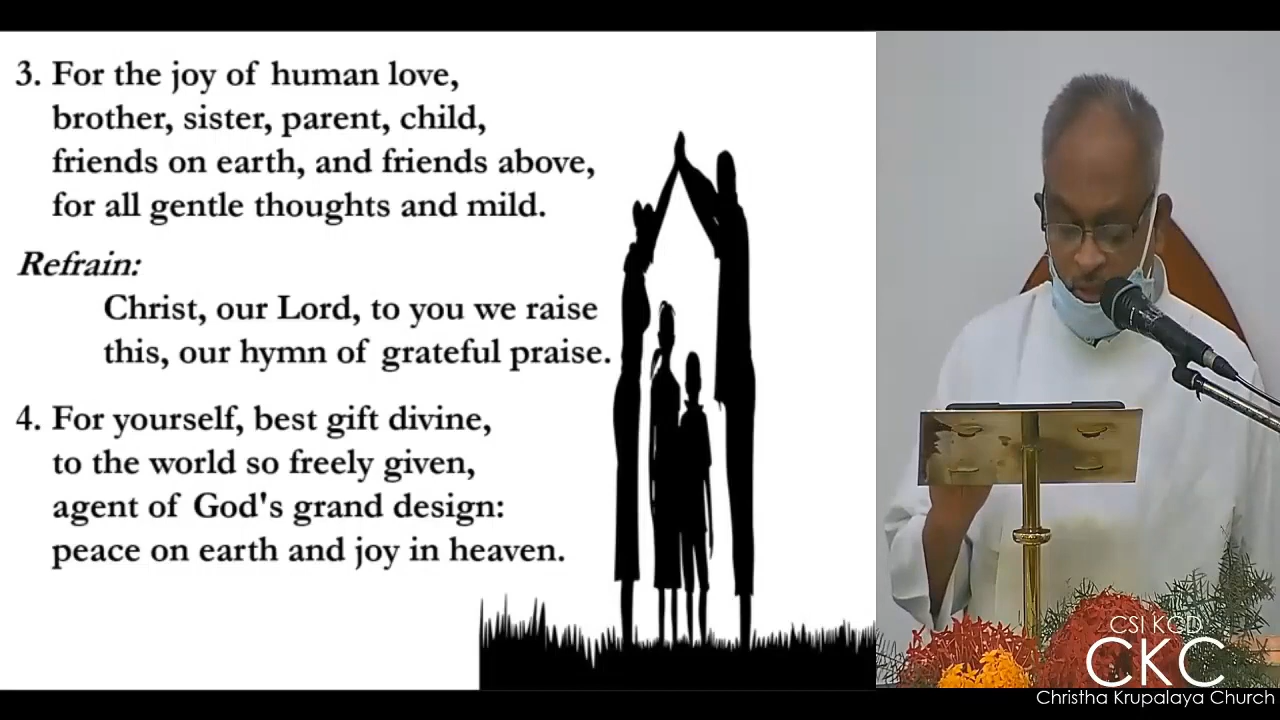 3. For the joy of human love,
brother, sister, parent, child,
friends on earth, and friends above,
for all gentle thoughts and mild.
Refrain:
Christ, our Lord, to you we raise
this, our hymn of grateful praise.
4. For yourself, best gift divine,
to the world so freely given,
agent of God's grand design:
peace on earth and joy in heaven.
CSI KCD
CKC
Christha Krupalaya Church